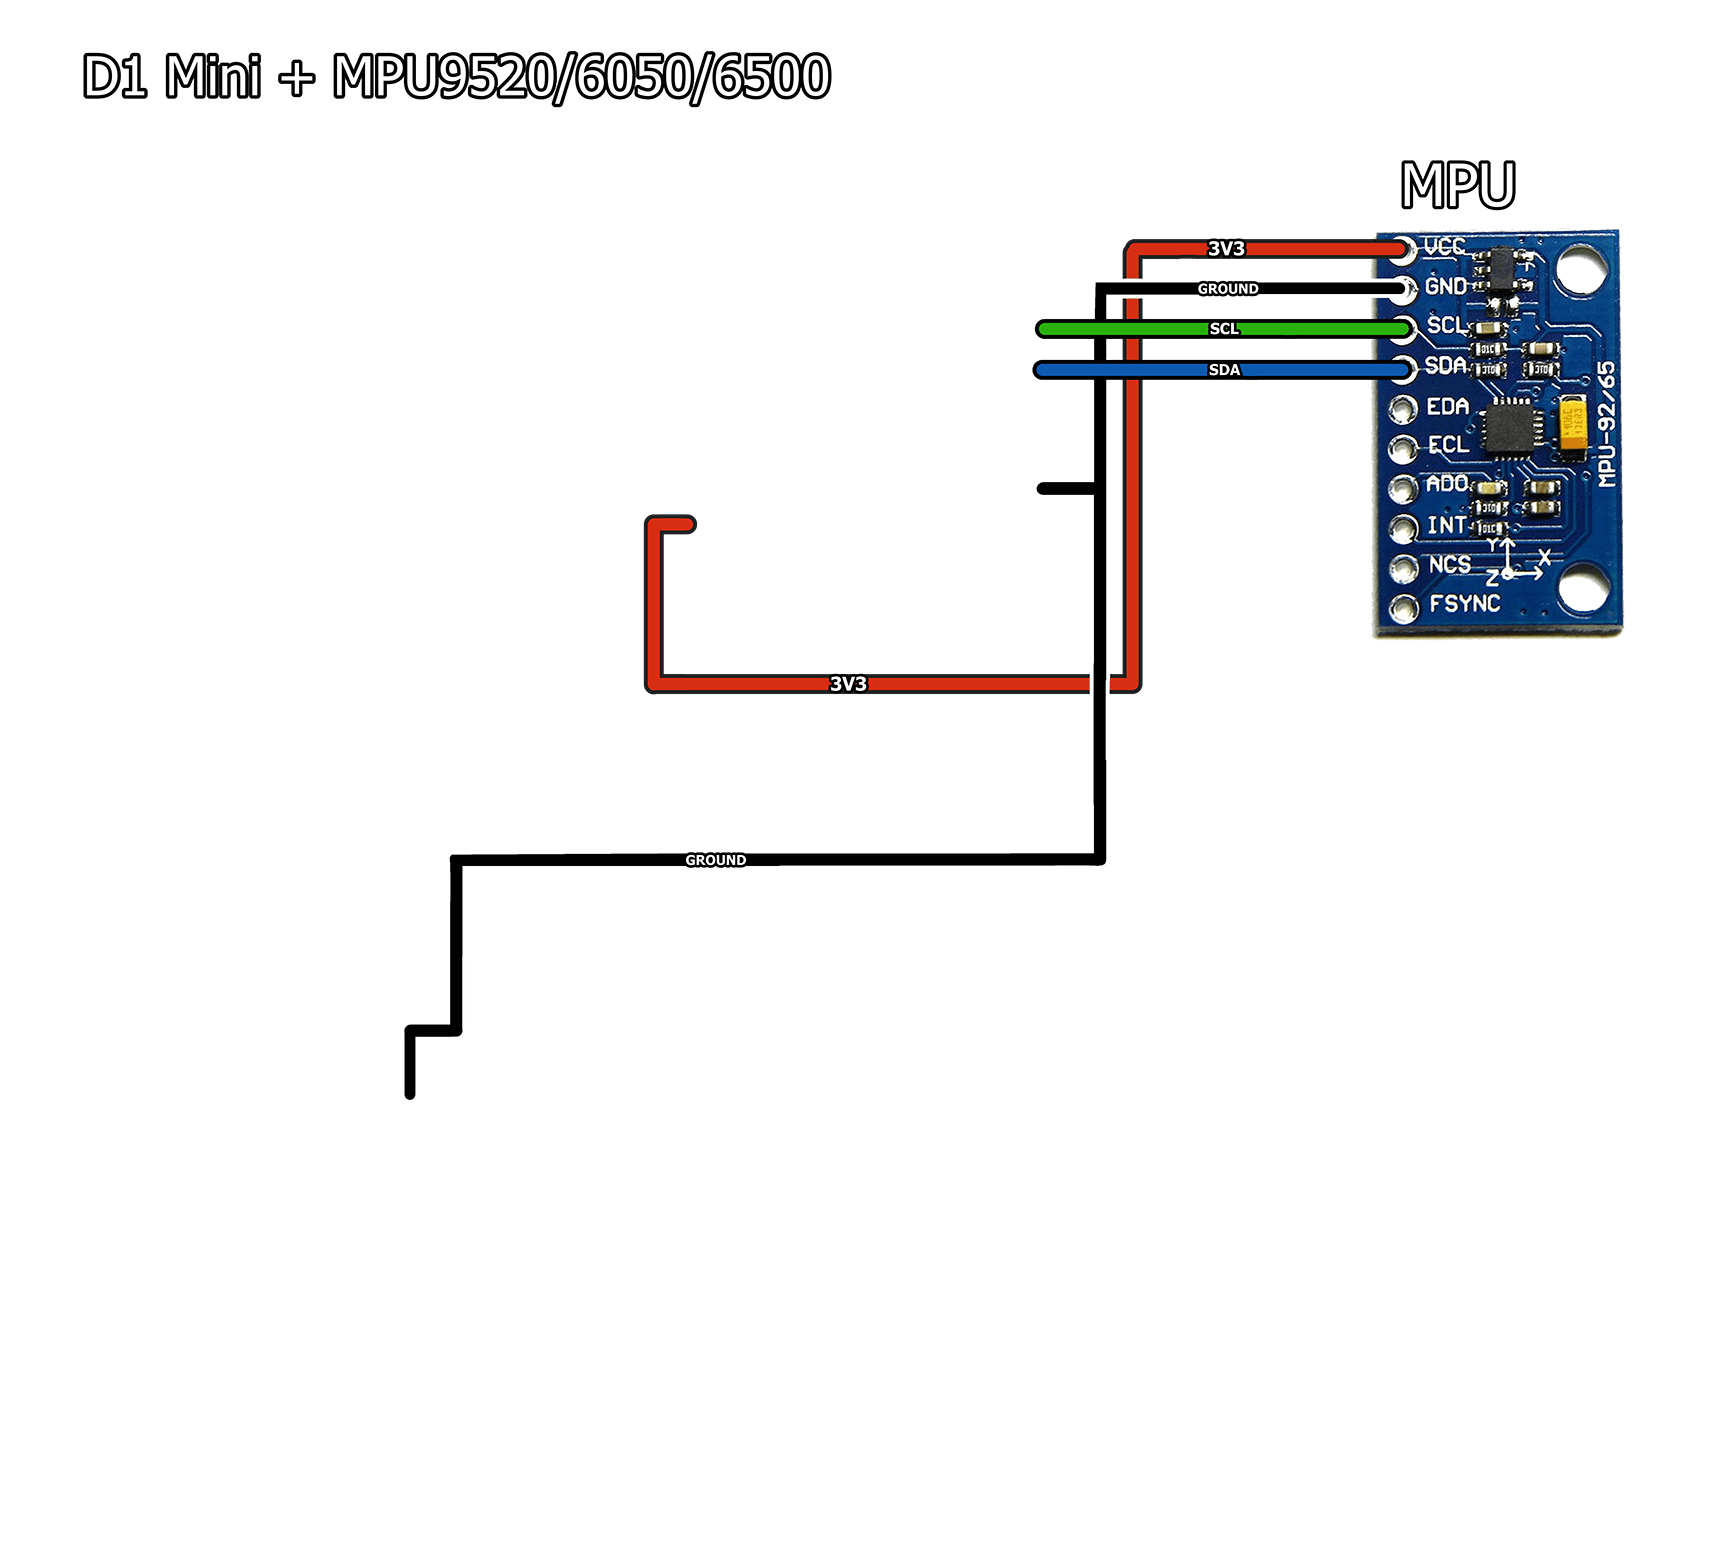 D1 Mini + MPU9520/6050/6500
MPU
3V3
GROUND
SCL
SDA
VCC
GND
SCL
SDA
EDA
ECL
ADO
INT
NCS
FSYNC
MPU-92/65
Y
X
Z
3V3
GROUND